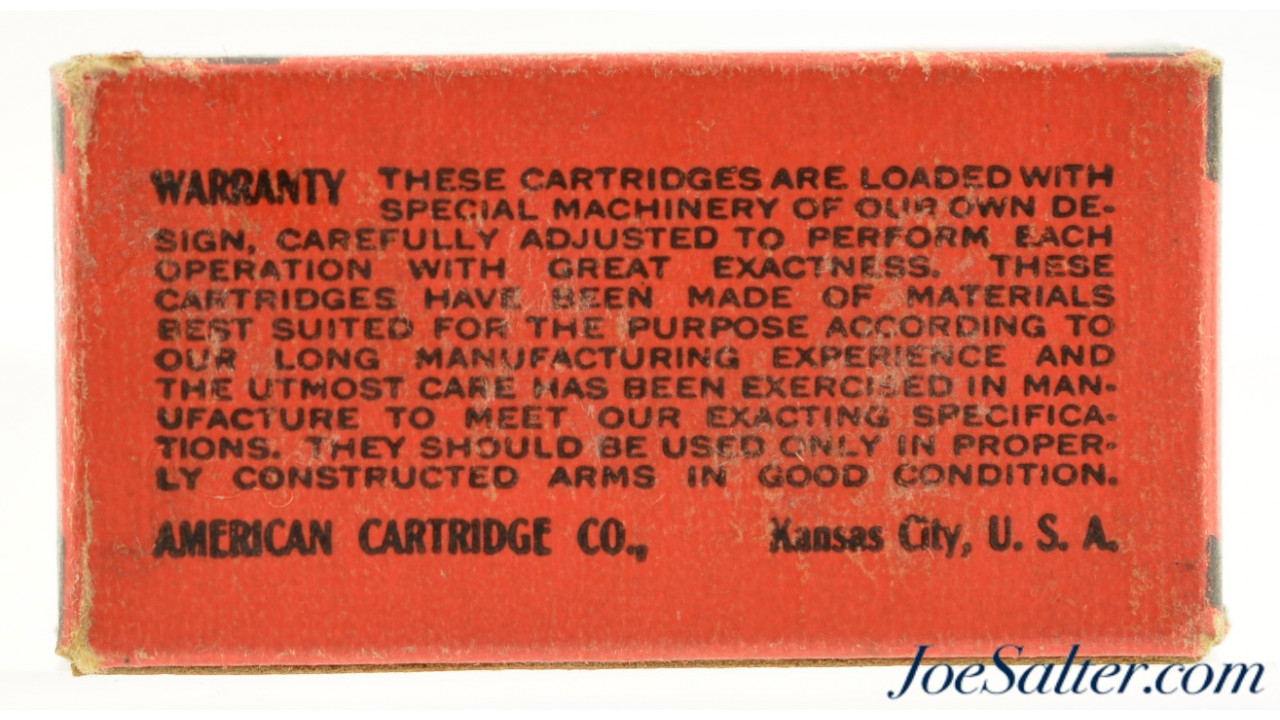 WARRANTY THESE CARTRIDGES ARE LOADED WITH
SPECIAL MACHINERY OF OUR OWN DE-
SIGN, CAREFULLY ADJUSTED TO PERFORM EACH
OPERATION WITH GREAT EXACTNESS. THESE
CARTRIDGES HAVE BEEN MADE OF MATERIALS
BEST SUITED FOR THE PURPOSE ACCORDING TO
OUR LONG MANUFACTURING EXPERIENCE AND
THE UTMOST CARE HAS BEEN EXERCISED IN MAN-
UFACTURE TO MEET OUR EXACTING SPECIFICA-
TIONS. THEY SHOULD BE USED ONLY IN PROPER-
LY CONSTRUCTED ARMS IN GOOD CONDITION.
AMERICAN CARTRIDGE CO., Kansas City, U. S. A.
JoeSalter.com